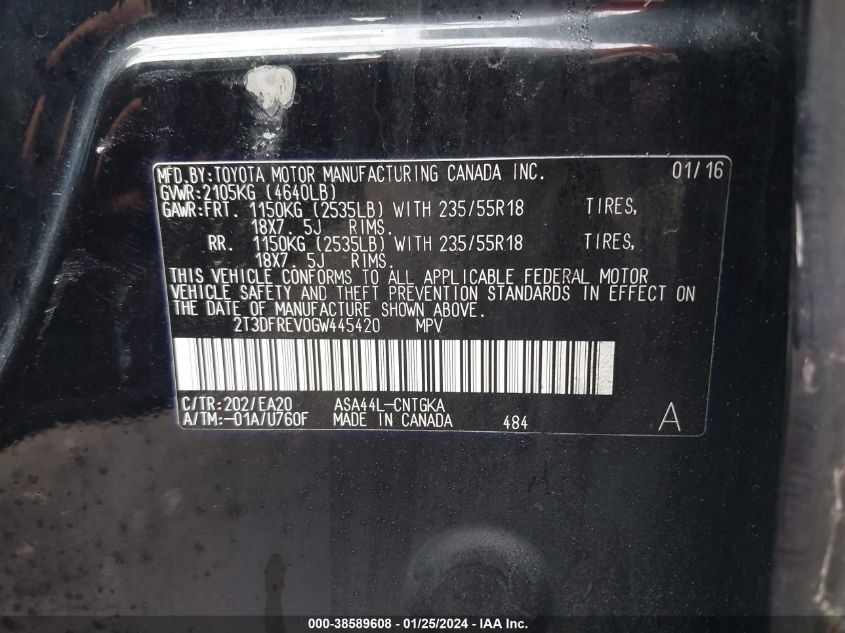 MFD.BY:TOYOTA MOTOR MANUFACTURING CANADA INC. 01/16
GVWR:2105KG (4640LB)
GAWR:FRT. 1150KG (2535LB) WITH 235/55R18 TIRES,
18X7. 5J RIMS.
RR. 1150KG (2535LB) WITH 235/55R18 TIRES,
18X7. 5J RIMS.
THIS VEHICLE CONFORMS TO ALL APPLICABLE FEDERAL MOTOR
VEHICLE SAFETY AND THEFT PREVENTION STANDARDS IN EFFECT ON
THE DATE OF MANUFACTURE SHOWN ABOVE.
2T3DFREV0GW445420 MPV
C/TR:202/EA20 ASA44L-CNTGKA
A/TM:-01A/U760F MADE IN CANADA 484 A
000-38589608 - 01/25/2024 - IAA Inc.